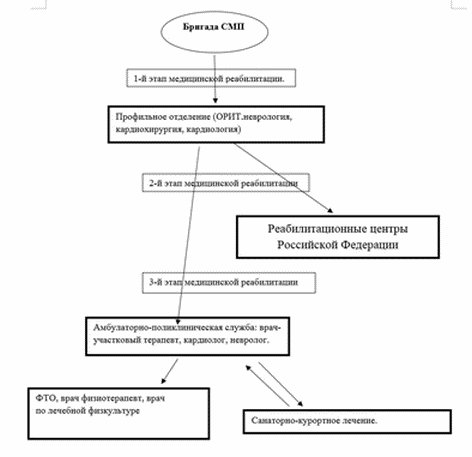 Бригада СМП
1-й этап медицинской реабилитации.
Профильное отделение (ОРИТ.неврология,
кардиохирургия, кардиология)
2-й этап медицинской реабилитации
Реабилитационные центры
Российской Федерации
3-й этап медицинской реабилитации
Амбулаторно-поликлиническая служба: врач-
участковый терапевт, кардиолог, невролог.
ФТО, врач физиотерапевт, врач
по лечебной физкультуре
Санаторно-курортное лечение.